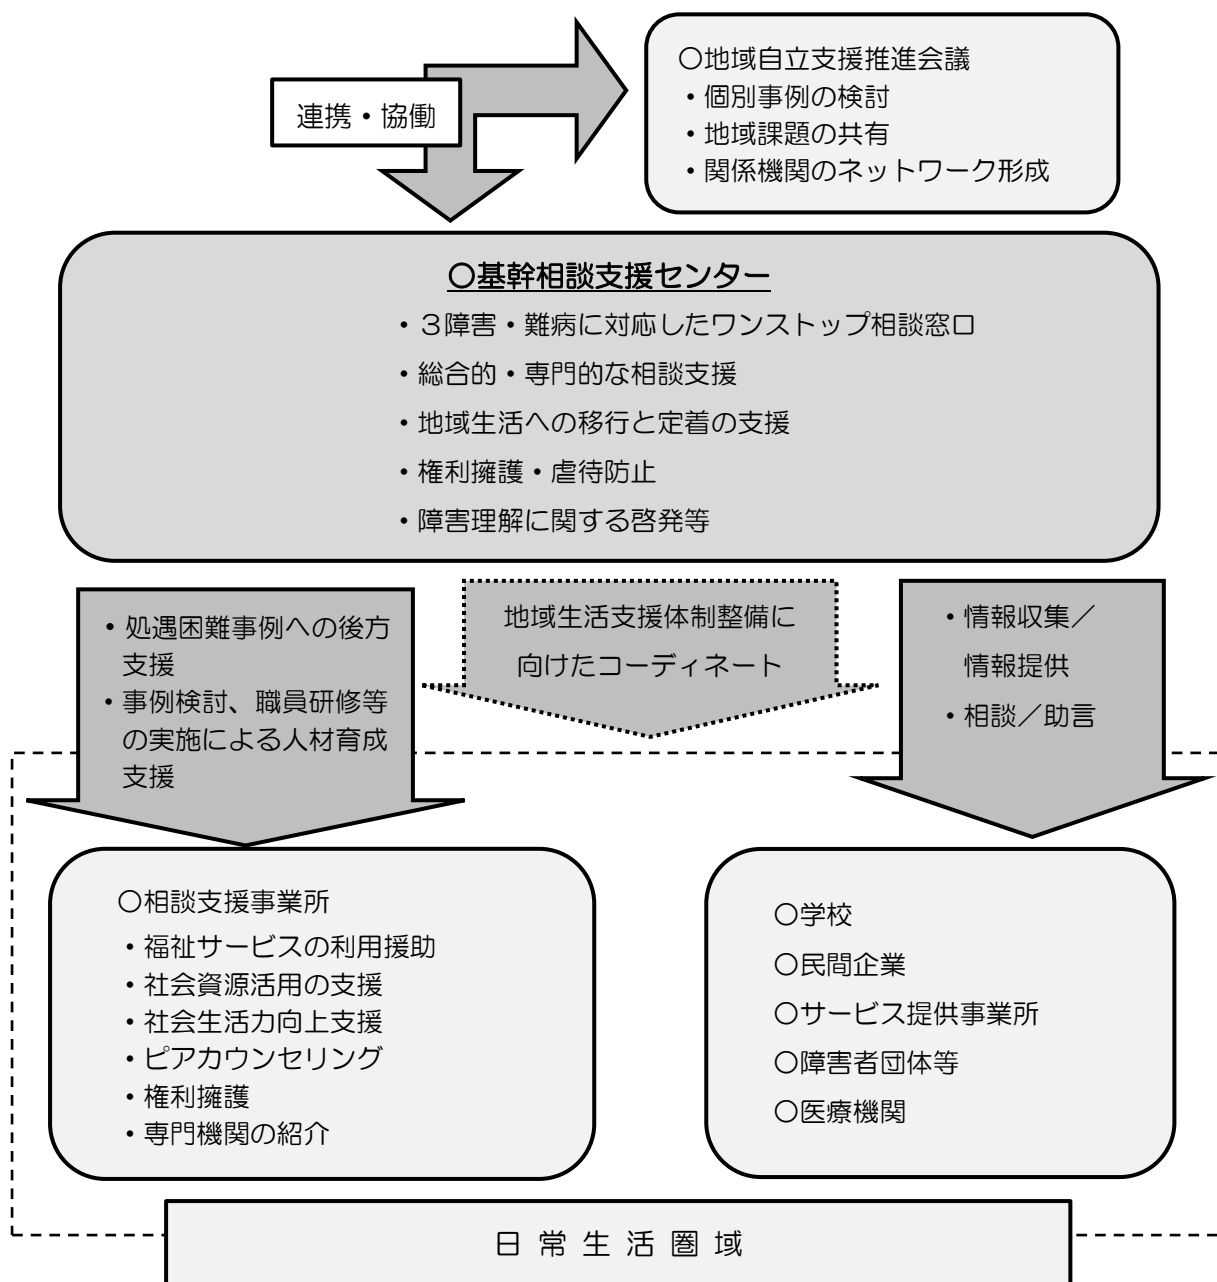 連携・協働
〇地域自立支援推進会議
・個別事例の検討
・地域課題の共有
・関係機関のネットワーク形成
〇基幹相談支援センター
・３障害・難病に対応したワンストップ相談窓口
・総合的・専門的な相談支援
・地域生活への移行と定着の支援
・権利擁護・虐待防止
・障害理解に関する啓発等
・処遇困難事例への後方
支援
・事例検討、職員研修等
の実施による人材育成
支援
地域生活支援体制整備に
向けたコーディネート
・情報収集／
情報提供
・相談／助言
〇相談支援事業所
・福祉サービスの利用援助
・社会資源活用の支援
・社会生活力向上支援
・ピアカウンセリング
・権利擁護
・専門機関の紹介
〇学校
〇民間企業
〇サービス提供事業所
〇障害者団体等
〇医療機関
日常生活圏域